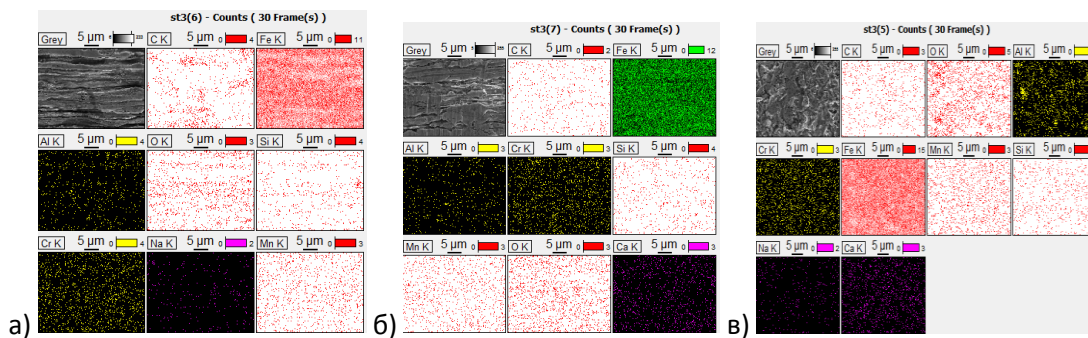 st3(6) - Counts ( 30 Frame(s) )
Grey 5 µm C K 5 µm 0 4 Fe K 5 µm 0 11
Al K 5 µm 0 4 O K 5 µm 0 3 Si K 5 µm 0 4
Cr K 5 µm 0 4 Na K 5 µm 0 2 Mn K 5 µm 0 3
а)
st3(7) - Counts ( 30 Frame(s) )
Grey 5 µm C K 5 µm 0 2 Fe K 5 µm 0 12
Al K 5 µm 0 3 Cr K 5 µm 0 3 Si K 5 µm 0 4
Mn K 5 µm 0 3 O K 5 µm 0 3 Ca K 5 µm 0 3
б)
st3(5) - Counts ( 30 Frame(s) )
Grey 5 µm C K 5 µm 0 3 O K 5 µm 0 5 Al K 5 µm 0
Cr K 5 µm 0 3 Fe K 5 µm 0 15 Mn K 5 µm 0 3 Si K 5 µm 0
Na K 5 µm 0 2 Ca K 5 µm 0 3
в)